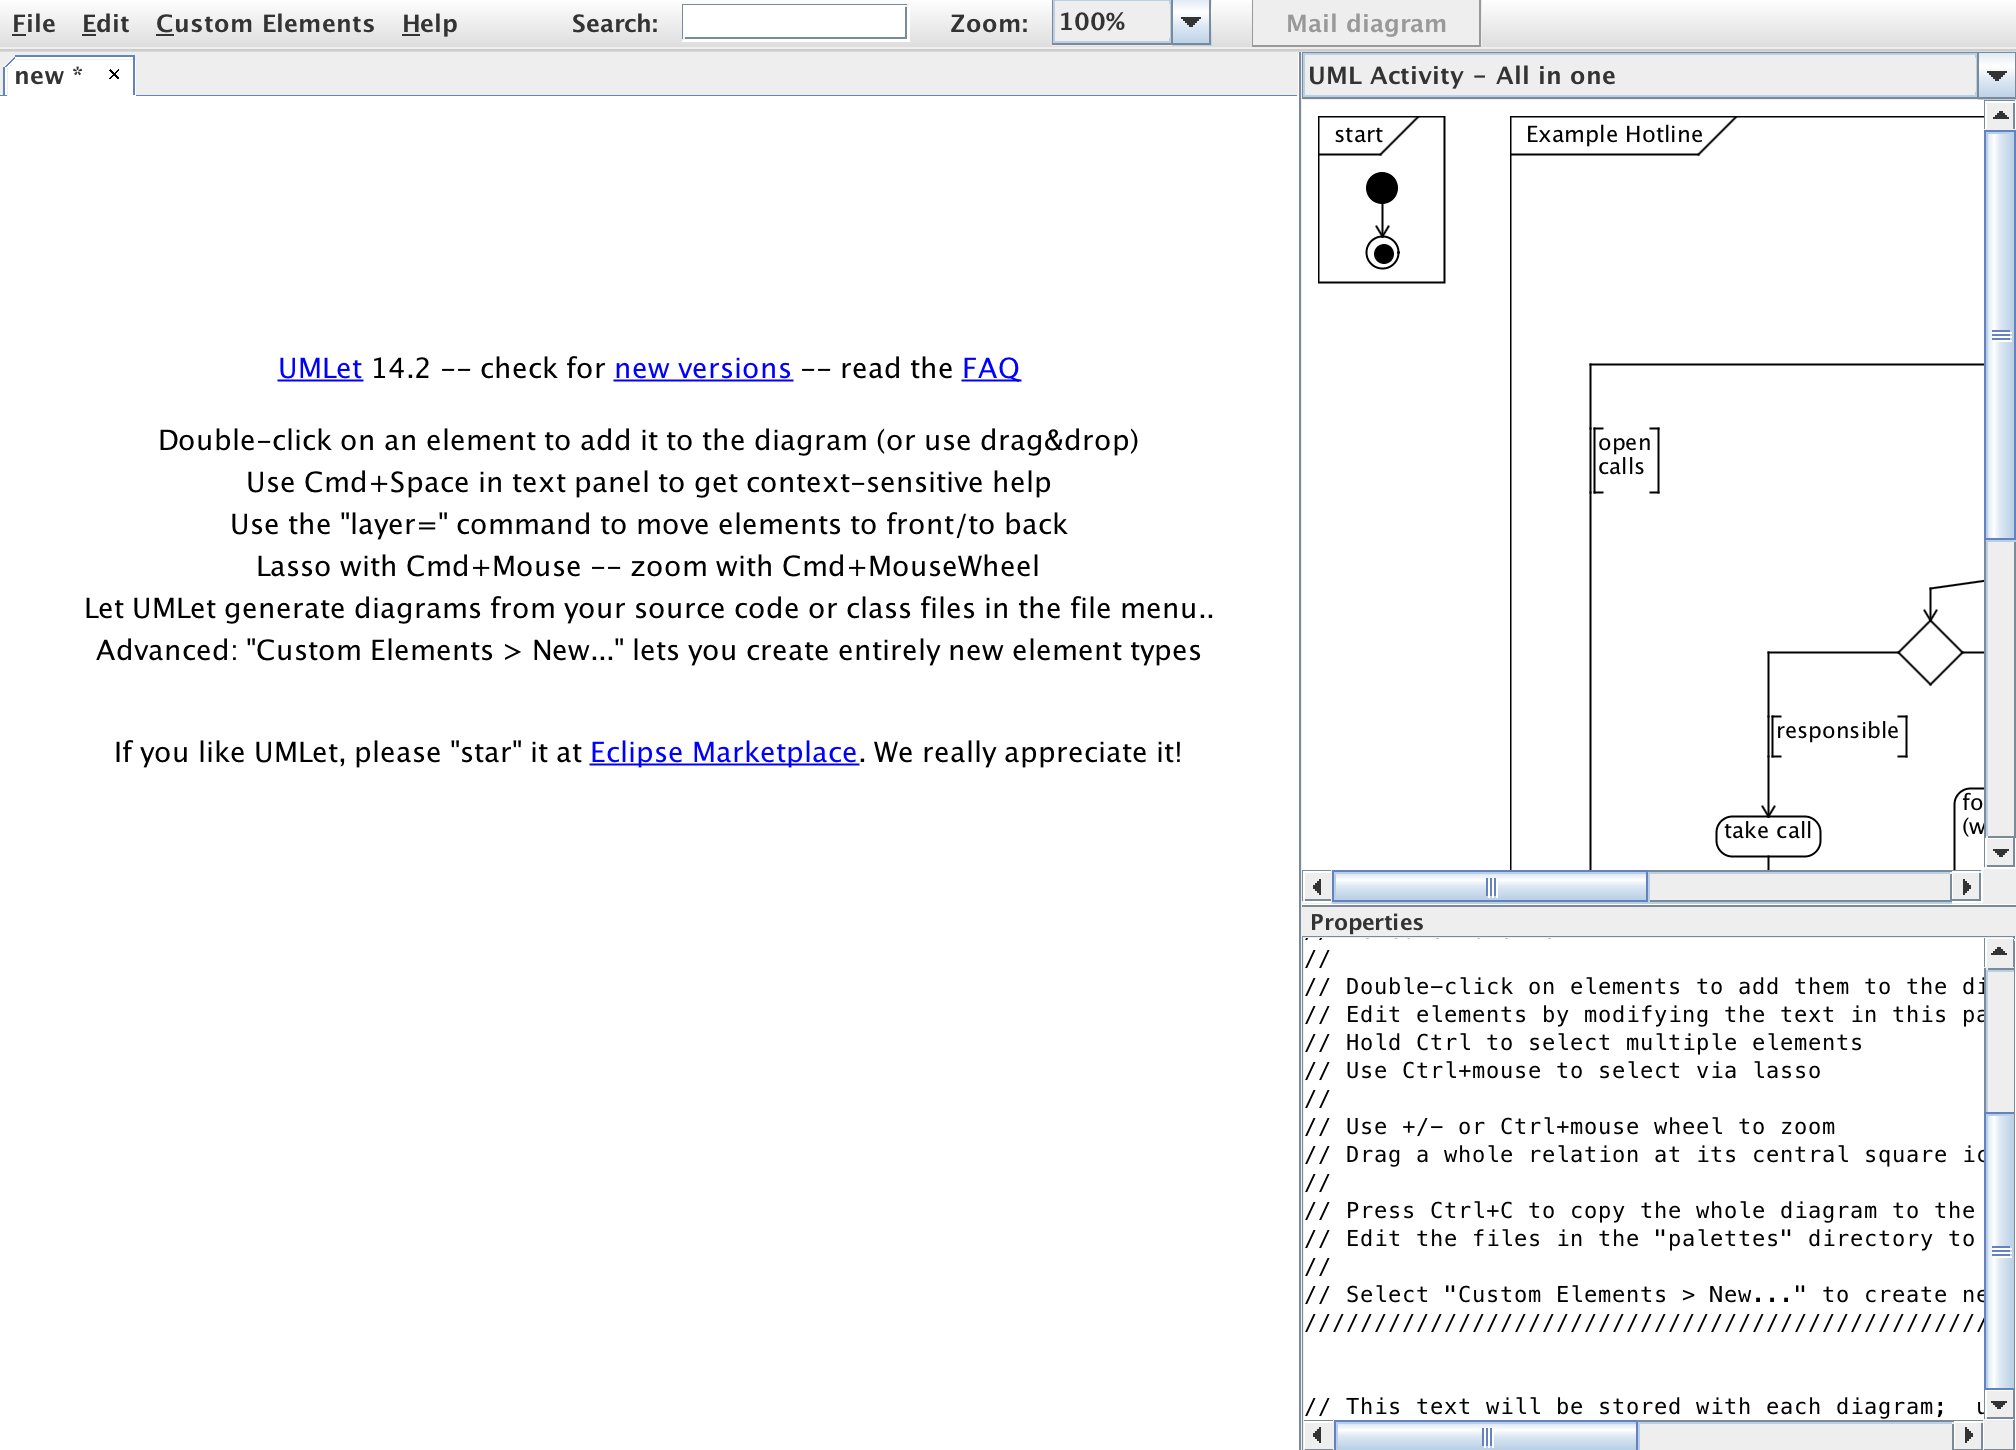 File Edit Custom Elements Help Search: Zoom: 100% Mail diagram
new * ×
UMLet 14.2 -- check for new versions -- read the FAQ
Double-click on an element to add it to the diagram (or use drag&drop)
Use Cmd+Space in text panel to get context-sensitive help
Use the "layer=" command to move elements to front/to back
Lasso with Cmd+Mouse -- zoom with Cmd+MouseWheel
Let UMLet generate diagrams from your source code or class files in the file menu..
Advanced: "Custom Elements > New..." lets you create entirely new element types
If you like UMLet, please "star" it at Eclipse Marketplace. We really appreciate it!
UML Activity - All in one
start
Example Hotline
open
calls
responsible
take call
fo
(w
Properties
//
// Double-click on elements to add them to the di
// Edit elements by modifying the text in this pa
// Hold Ctrl to select multiple elements
// Use Ctrl+mouse to select via lasso
//
// Use +/- or Ctrl+mouse wheel to zoom
// Drag a whole relation at its central square ic
//
// Press Ctrl+C to copy the whole diagram to the
// Edit the files in the "palettes" directory to
//
// Select "Custom Elements > New..." to create ne
/////////////////////////////////////////////////
// This text will be stored with each diagram;  u